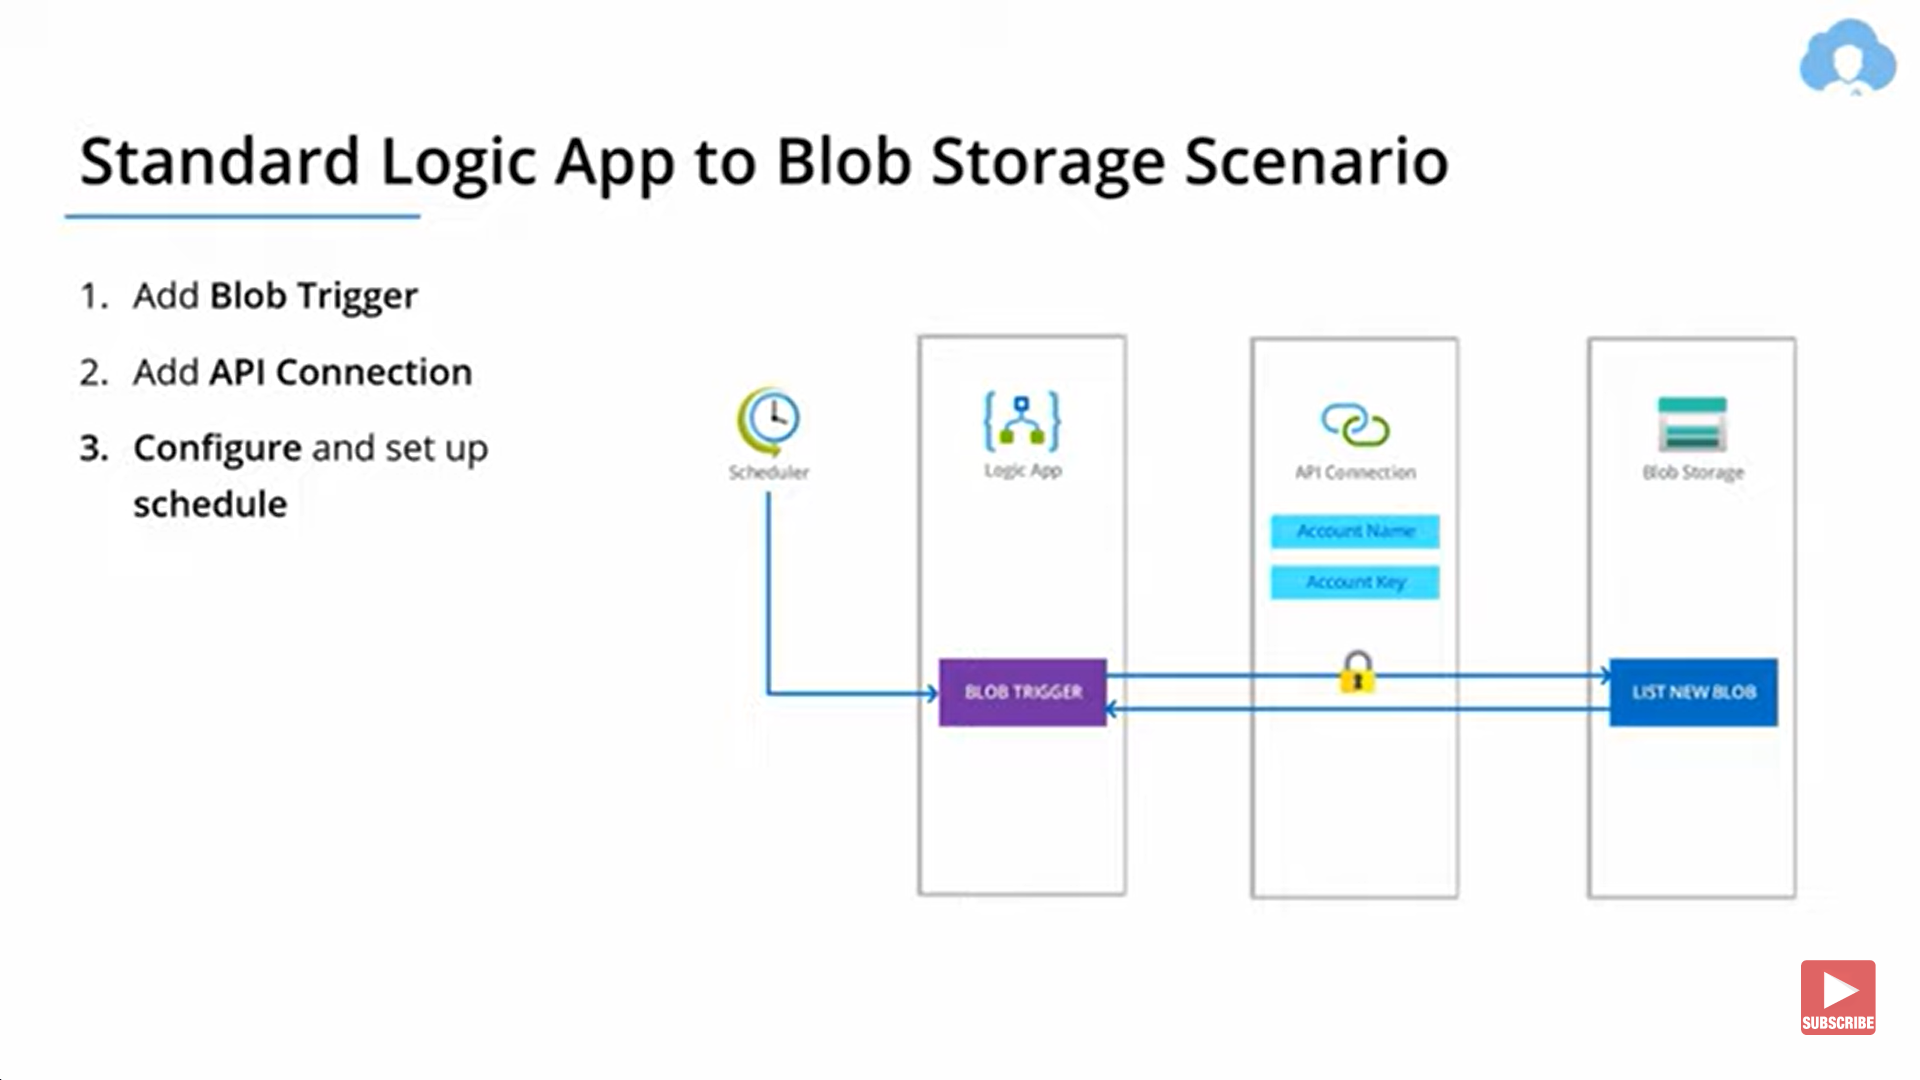 Standard Logic App to Blob Storage Scenario
1. Add Blob Trigger
2. Add API Connection
3. Configure and set up
schedule
Scheduler
Logic App
API Connection
Blob Storage
Account Name
Account Key
BLOB TRIGGER
LIST NEW BLOB
SUBSCRIBE